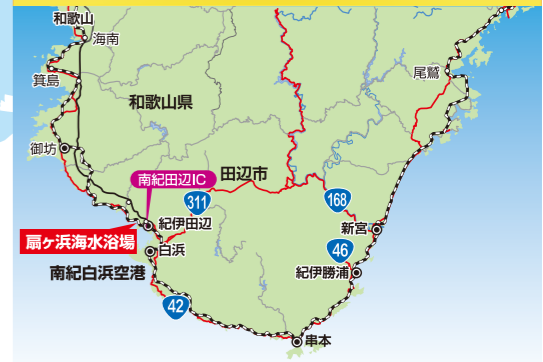 和歌山
海南
尾鷲
箕島
和歌山県
御坊
南紀田辺IC
田辺市
311
168
紀伊田辺
新宮
扇ヶ浜海水浴場
白浜
46
南紀白浜空港
紀伊勝浦
42
串本